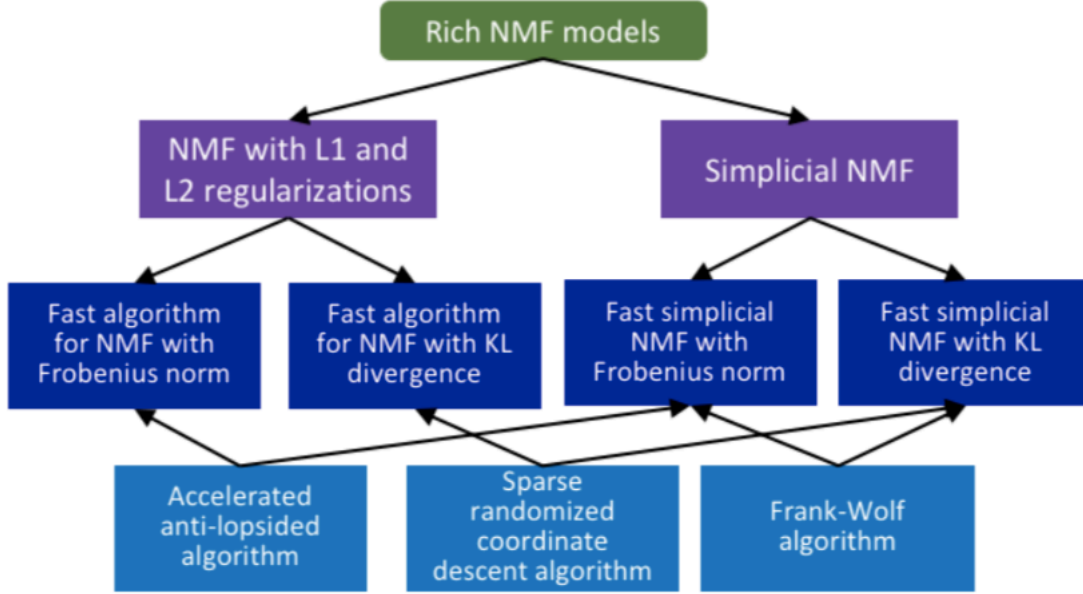 Rich NMF models
NMF with L1 and
L2 regularizations
Simplicial NMF
Fast algorithm
for NMF with
Frobenius norm
Fast algorithm
for NMF with KL
divergence
Fast simplicial
NMF with
Frobenius norm
Fast simplicial
NMF with KL
divergence
Accelerated
anti-lopsided
algorithm
Sparse
randomized
coordinate
descent algorithm
Frank-Wolf
algorithm